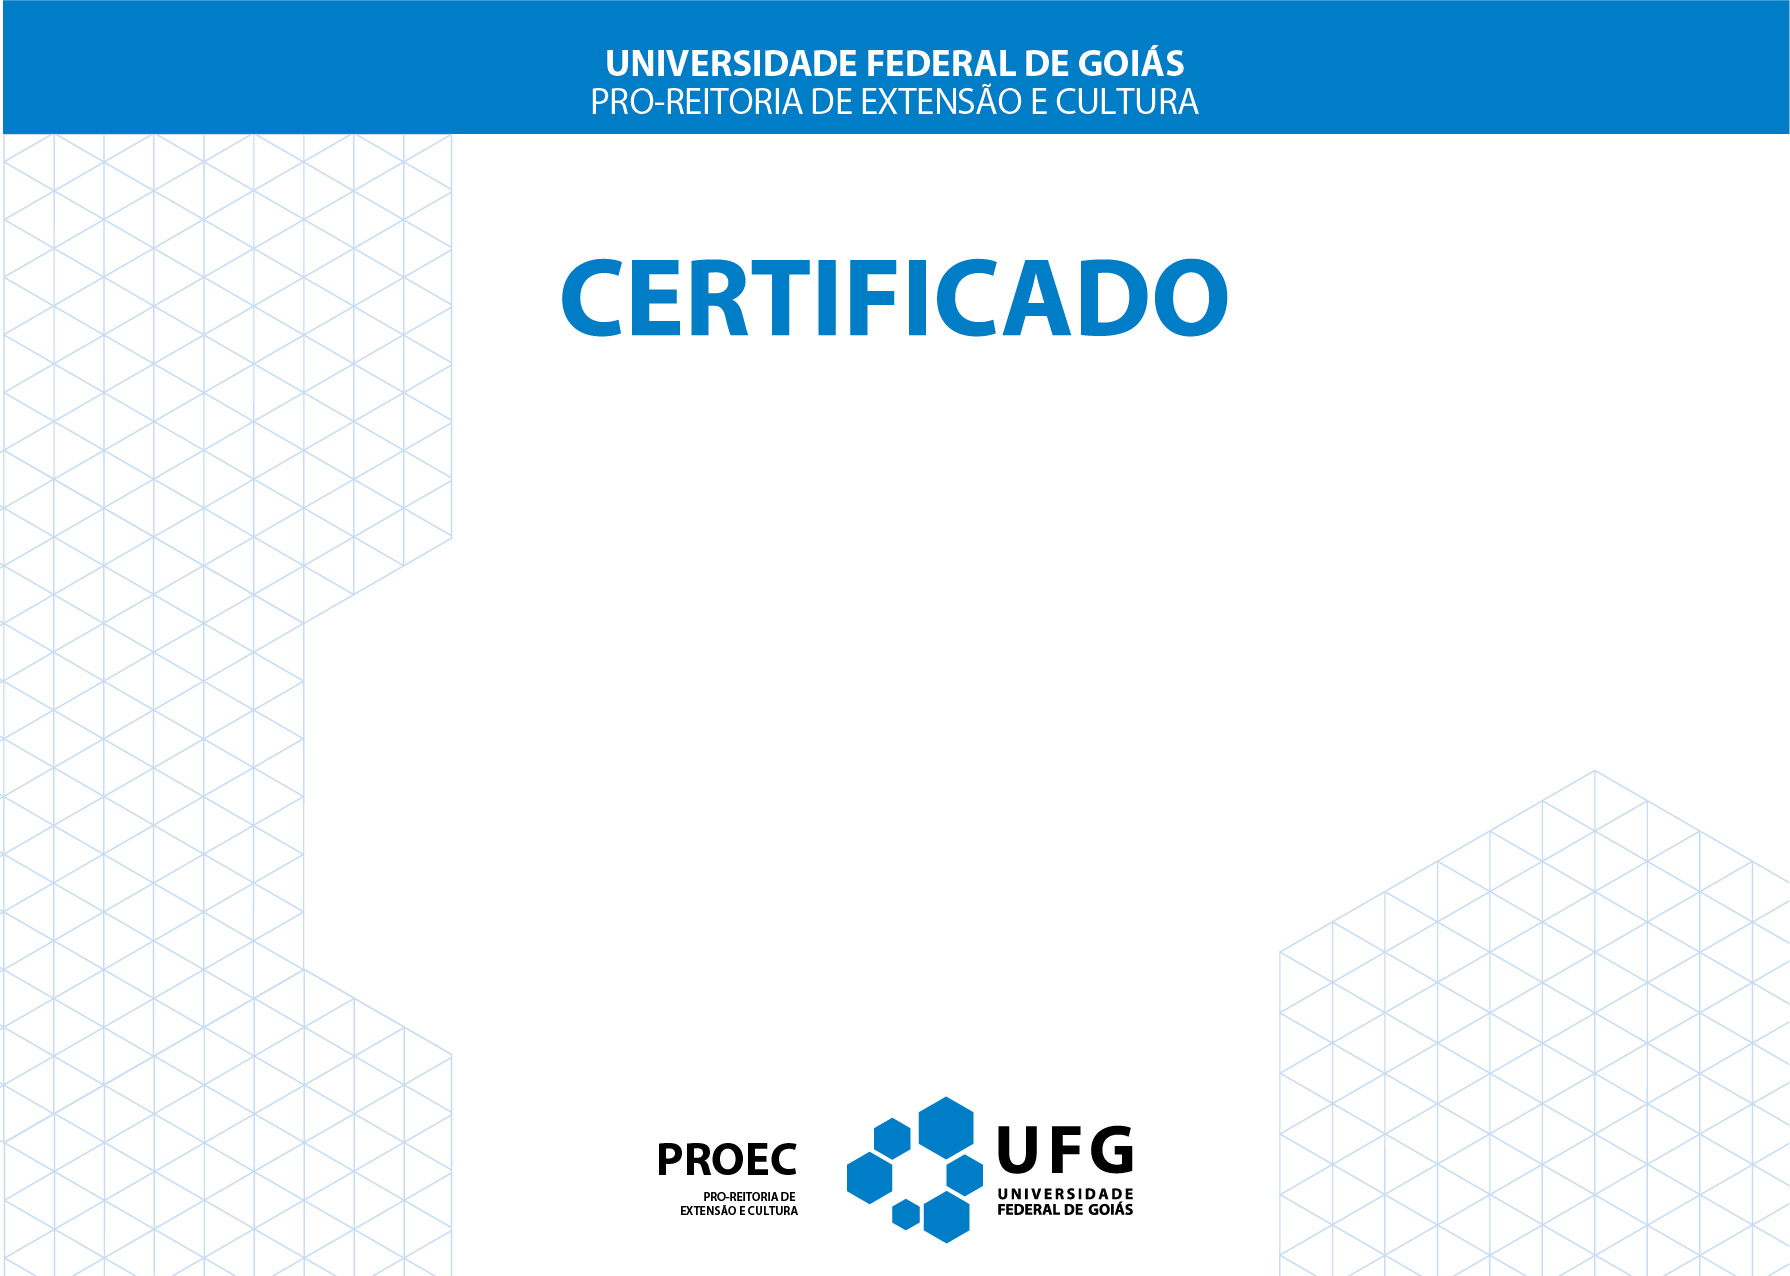 UNIVERSIDADE FEDERAL DE GOIÁS
PRO-REITORIA DE EXTENSÃO E CULTURA
CERTIFICADO
PROEC
PRO-REITORIA DE
EXTENSÃO E CULTURA
UFG
UNIVERSIDADE
FEDERAL DE GOIÁS